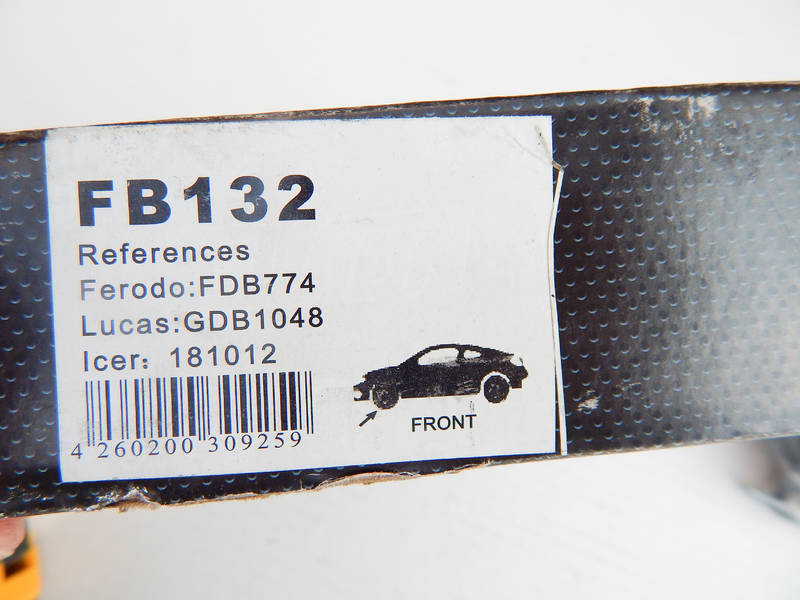 FB132
References
Ferodo:FDB774
Lucas:GDB1048
Icer: 181012
4 260200 309259
FRONT